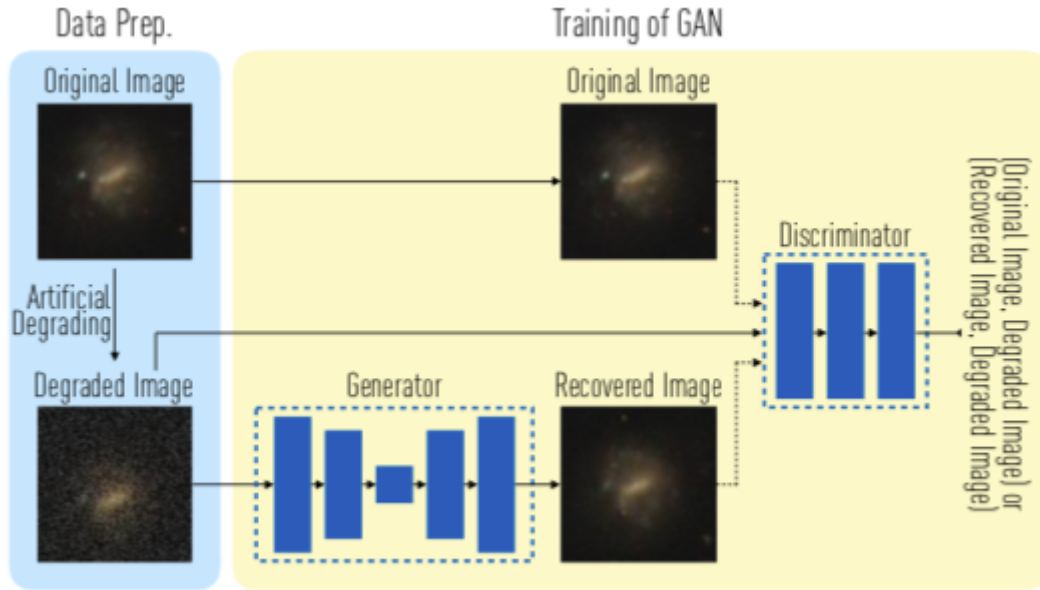 Data Prep.
Training of GAN
Original Image
Original Image
Artificial
Degrading
Discriminator
Degraded Image
Generator
Recovered Image
(Original Image, Degraded Image) or
(Recovered Image, Degraded Image)